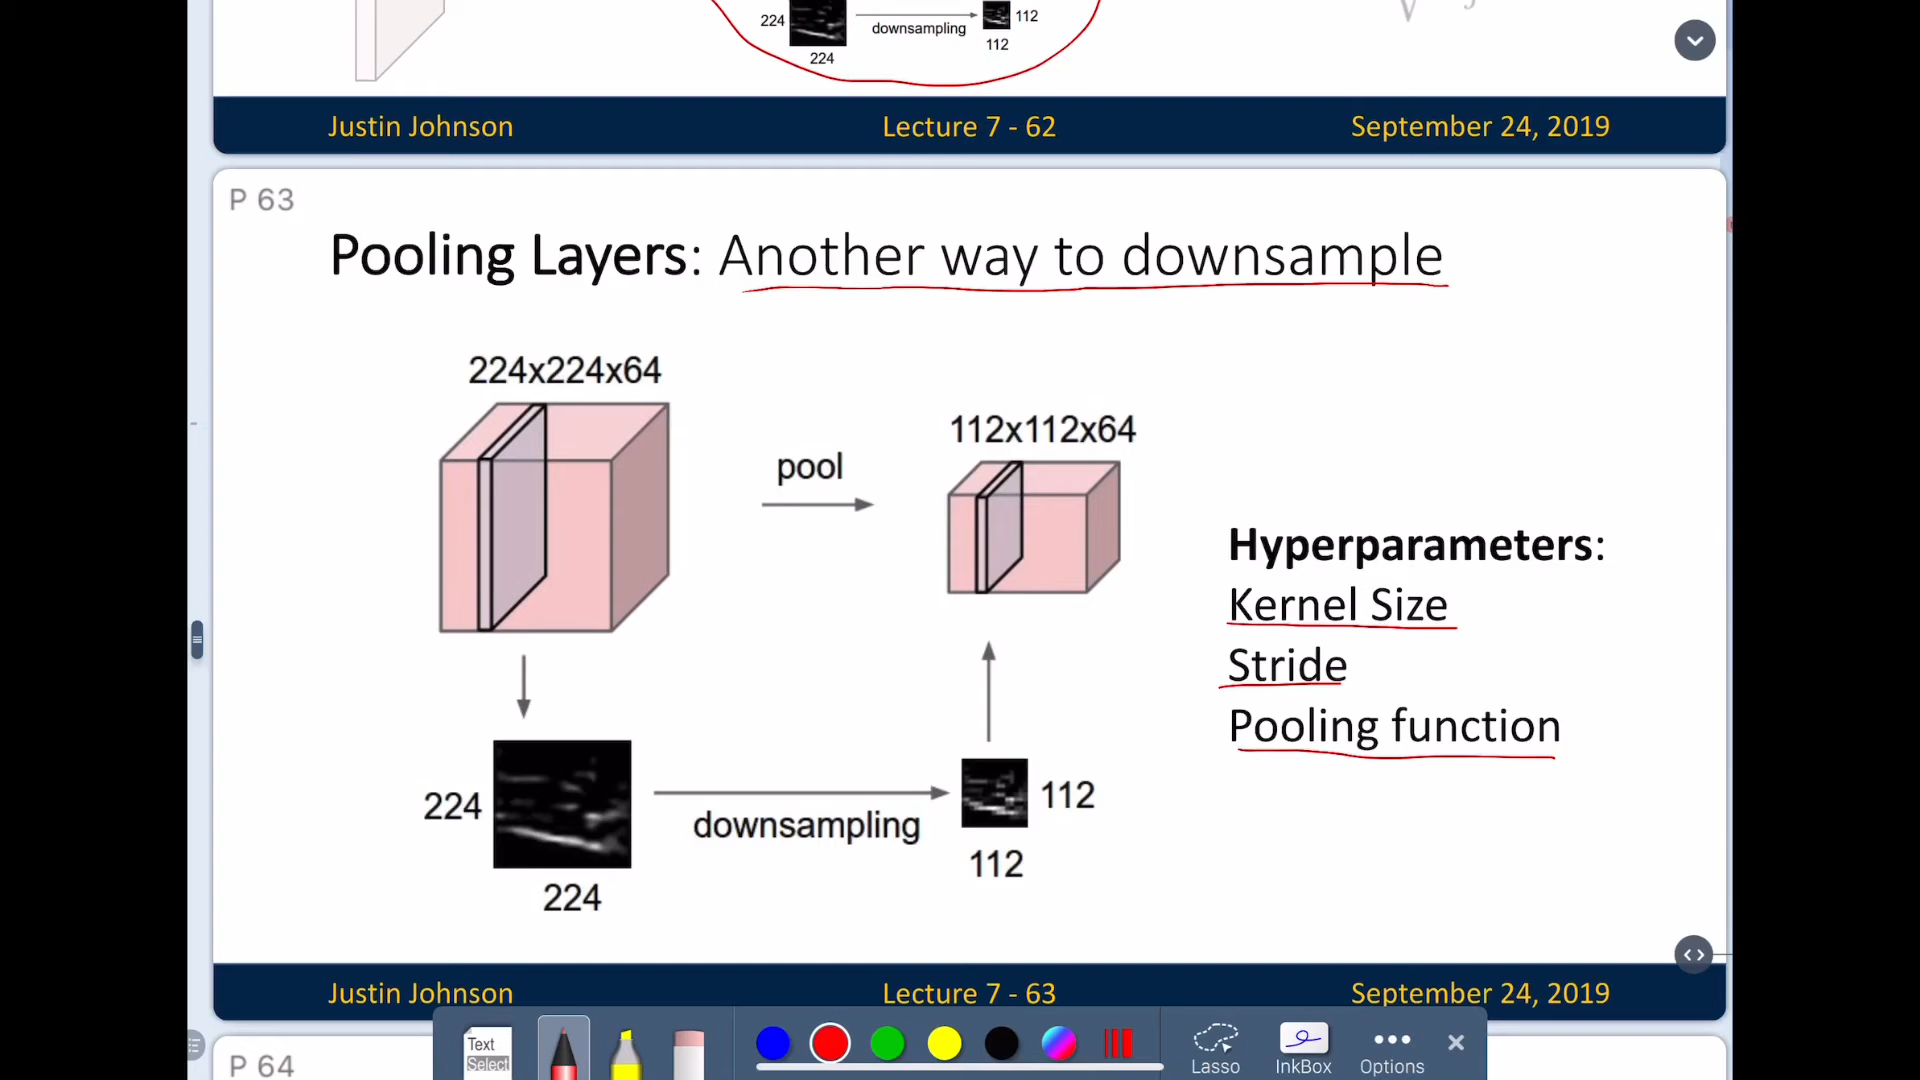 224
downsampling
112
112
224
Justin Johnson
Lecture 7 - 62
September 24, 2019
P 63
Pooling Layers: Another way to downsample
224x224x64
112x112x64
pool
Hyperparameters:
Kernel Size
Stride
Pooling function
224
downsampling
112
112
224
Justin Johnson
Lecture 7 - 63
September 24, 2019
P 64
Text
Select
Lasso
InkBox
Options